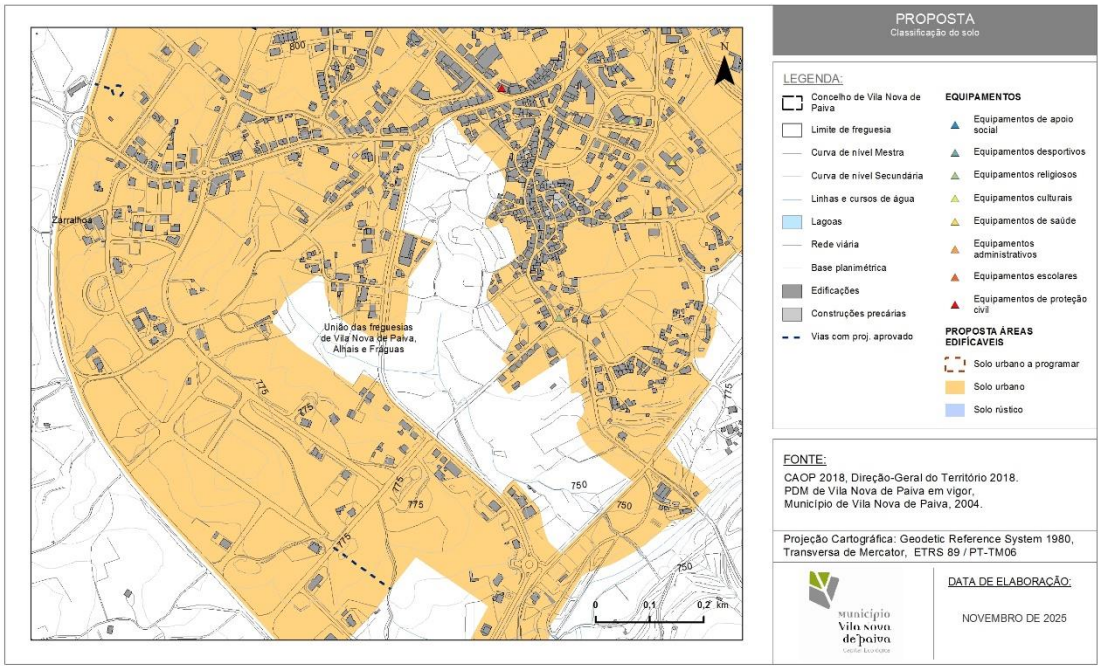 PROPOSTA
Classificação do solo
LEGENDA:
Concelho de Vila Nova de
Paiva
Limite de freguesia
Curva de nível Mestra
Curva de nível Secundária
Linhas e cursos de água
Lagoas
Rede viária
Base planimétrica
Edificações
Construções precárias
Vias com proj. aprovado
EQUIPAMENTOS
Equipamentos de apoio
social
Equipamentos desportivos
Equipamentos religiosos
Equipamentos culturais
Equipamentos de saúde
Equipamentos
administrativos
Equipamentos escolares
Equipamentos de proteção
civil
PROPOSTA ÁREAS
EDIFÍCAVEIS
Solo urbano a programar
Solo urbano
Solo rústico
FONTE:
CAOP 2018, Direção-Geral do Território 2018.
PDM de Vila Nova de Paiva em vigor,
Município de Vila Nova de Paiva, 2004.
Projeção Cartográfica: Geodetic Reference System 1980,
Transversa de Mercator, ETRS 89 / PT-TM06
MUNICÍPIO
Vila Nova
de Paiva
DATA DE ELABORAÇÃO:
NOVEMBRO DE 2025
800
N
Zarralhoa
União das freguesias
de Vila Nova de Paiva,
Alhais e Fráguas
775
775
775
775
775
775
750
750
750
0 0,1 0,2 km